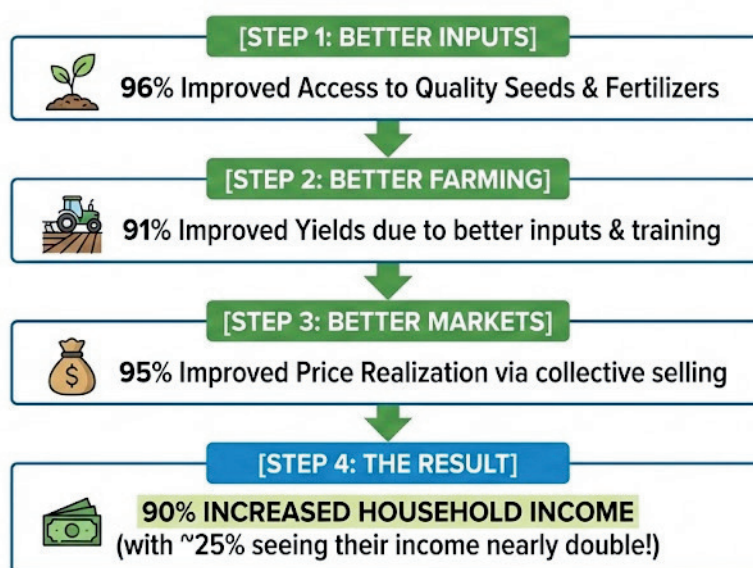 [STEP 1: BETTER INPUTS]
96% Improved Access to Quality Seeds & Fertilizers
[STEP 2: BETTER FARMING]
91% Improved Yields due to better inputs & training
[STEP 3: BETTER MARKETS]
$
95% Improved Price Realization via collective selling
[STEP 4: THE RESULT]
90% INCREASED HOUSEHOLD INCOME
(with ~25% seeing their income nearly double!)